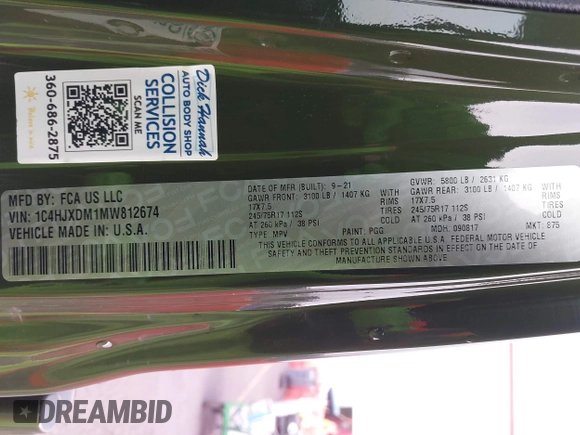 Dick Hannah
AUTO BODY SHOP
COLLISION
SERVICES
SCAN ME
360-686-2875
MFD BY: FCA US LLC
VIN: 1C4HJXDM1MW812674
VEHICLE MADE IN: U.S.A.
DATE OF MFR (BUILT): 9-21 GVWR: 5800 LB / 2631 KG
GAWR FRONT: 3100 LB / 1407 KG WITH GAWR REAR: 3100 LB / 1407 KG WITH
17X7.5 RIMS 17X7.5 RIMS
245/75R17 112S TIRES 245/75R17 112S TIRES
AT 260 kPa / 38 PSI COLD AT 260 kPa / 38 PSI COLD
TYPE: MPV PAINT: PGG MDH: 090817 MKT: 875
THIS VEHICLE CONFORMS TO ALL APPLICABLE U.S.A. FEDERAL MOTOR VEHICLE
SAFETY AND THEFT PREVENTION STANDARDS IN EFFECT ON THE DATE OF
MANUFACTURE SHOWN ABOVE.
DREAMBID